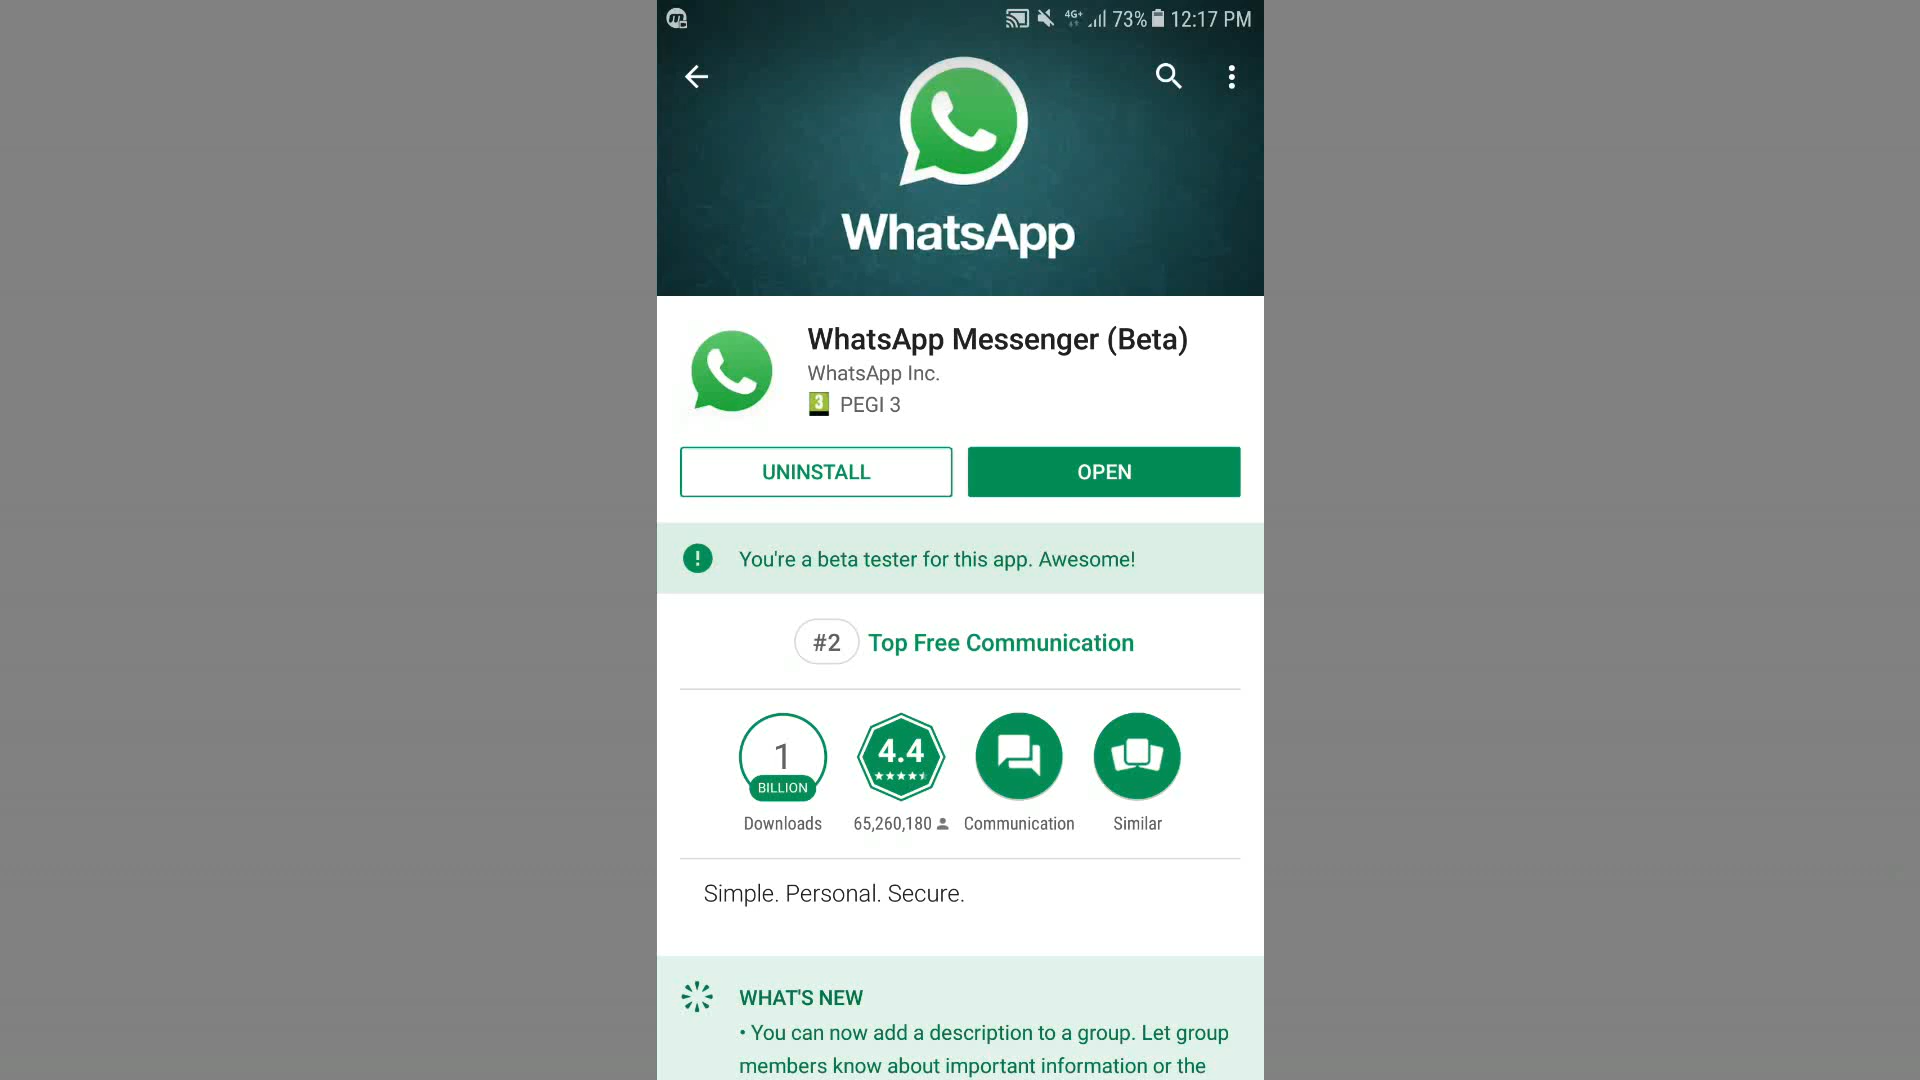 4G+ 73% 12:17 PM
WhatsApp
WhatsApp Messenger (Beta)
WhatsApp Inc.
3 PEGI 3
UNINSTALL OPEN
! You're a beta tester for this app. Awesome!
#2 Top Free Communication
1 4.4
BILLION
Downloads 65,260,180 Communication Similar
Simple. Personal. Secure.
WHAT'S NEW
• You can now add a description to a group. Let group
members know about important information or the